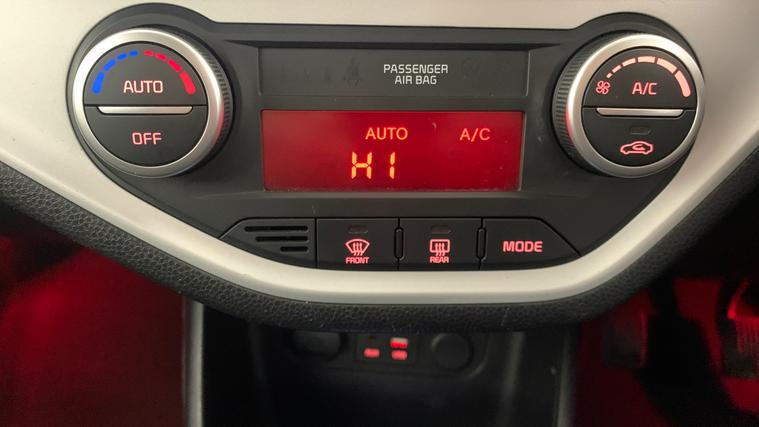 PASSENGER
AIR BAG
AUTO
OFF
AUTO A/C
HI
A/C
FRONT
REAR
MODE